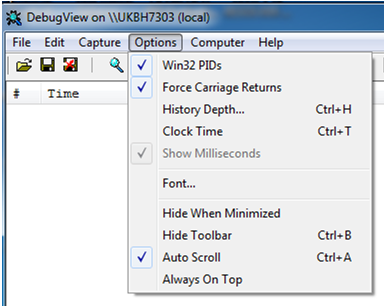 DebugView on \\UKBH7303 (local)
File Edit Capture Options Computer Help
# Time
Win32 PIDs
Force Carriage Returns
History Depth... Ctrl+H
Clock Time Ctrl+T
Show Milliseconds
Font...
Hide When Minimized
Hide Toolbar Ctrl+B
Auto Scroll Ctrl+A
Always On Top